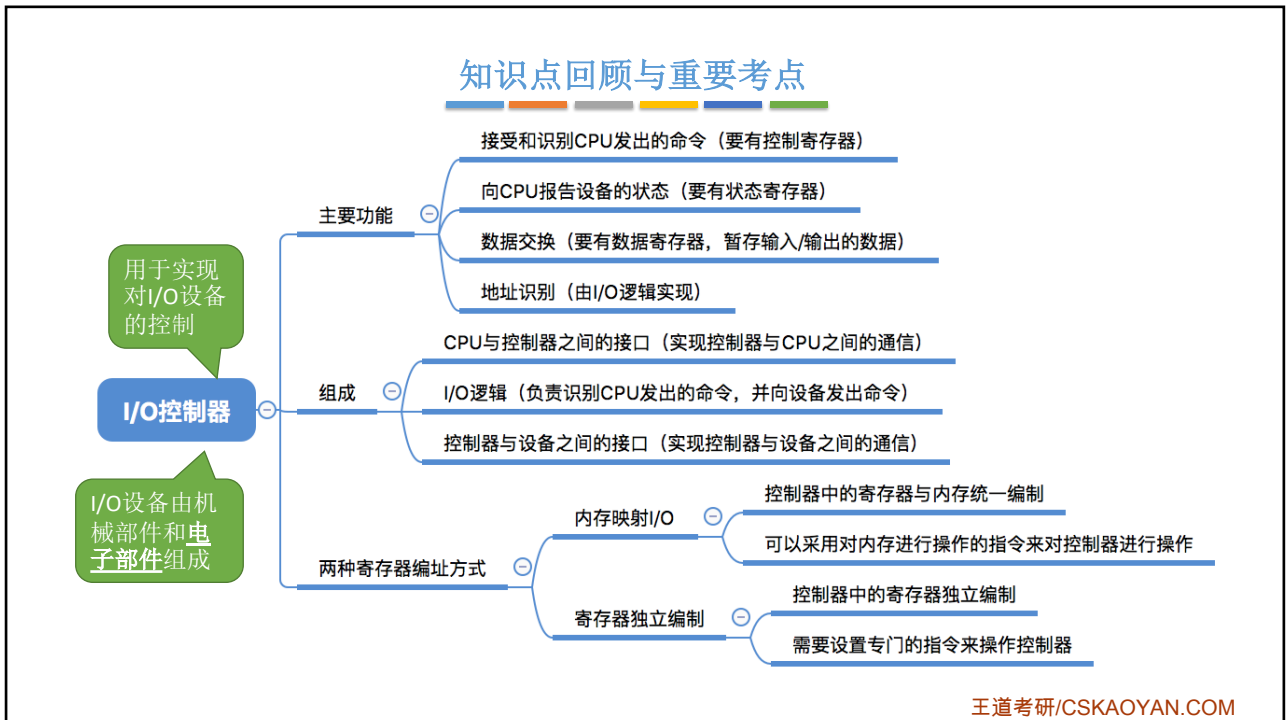 知识点回顾与重要考点
接受和识别CPU发出的命令（要有控制寄存器）
向CPU报告设备的状态（要有状态寄存器）
主要功能
数据交换（要有数据寄存器，暂存输入/输出的数据）
地址识别（由I/O逻辑实现）
用于实现
对I/O设备
的控制
CPU与控制器之间的接口（实现控制器与CPU之间的通信）
组成
I/O逻辑（负责识别CPU发出的命令，并向设备发出命令）
I/O控制器
控制器与设备之间的接口（实现控制器与设备之间的通信）
I/O设备由机
械部件和电
子部件组成
控制器中的寄存器与内存统一编制
内存映射I/O
可以采用对内存进行操作的指令来对控制器进行操作
两种寄存器编址方式
控制器中的寄存器独立编制
寄存器独立编制
需要设置专门的指令来操作控制器
王道考研/CSKAOYAN.COM